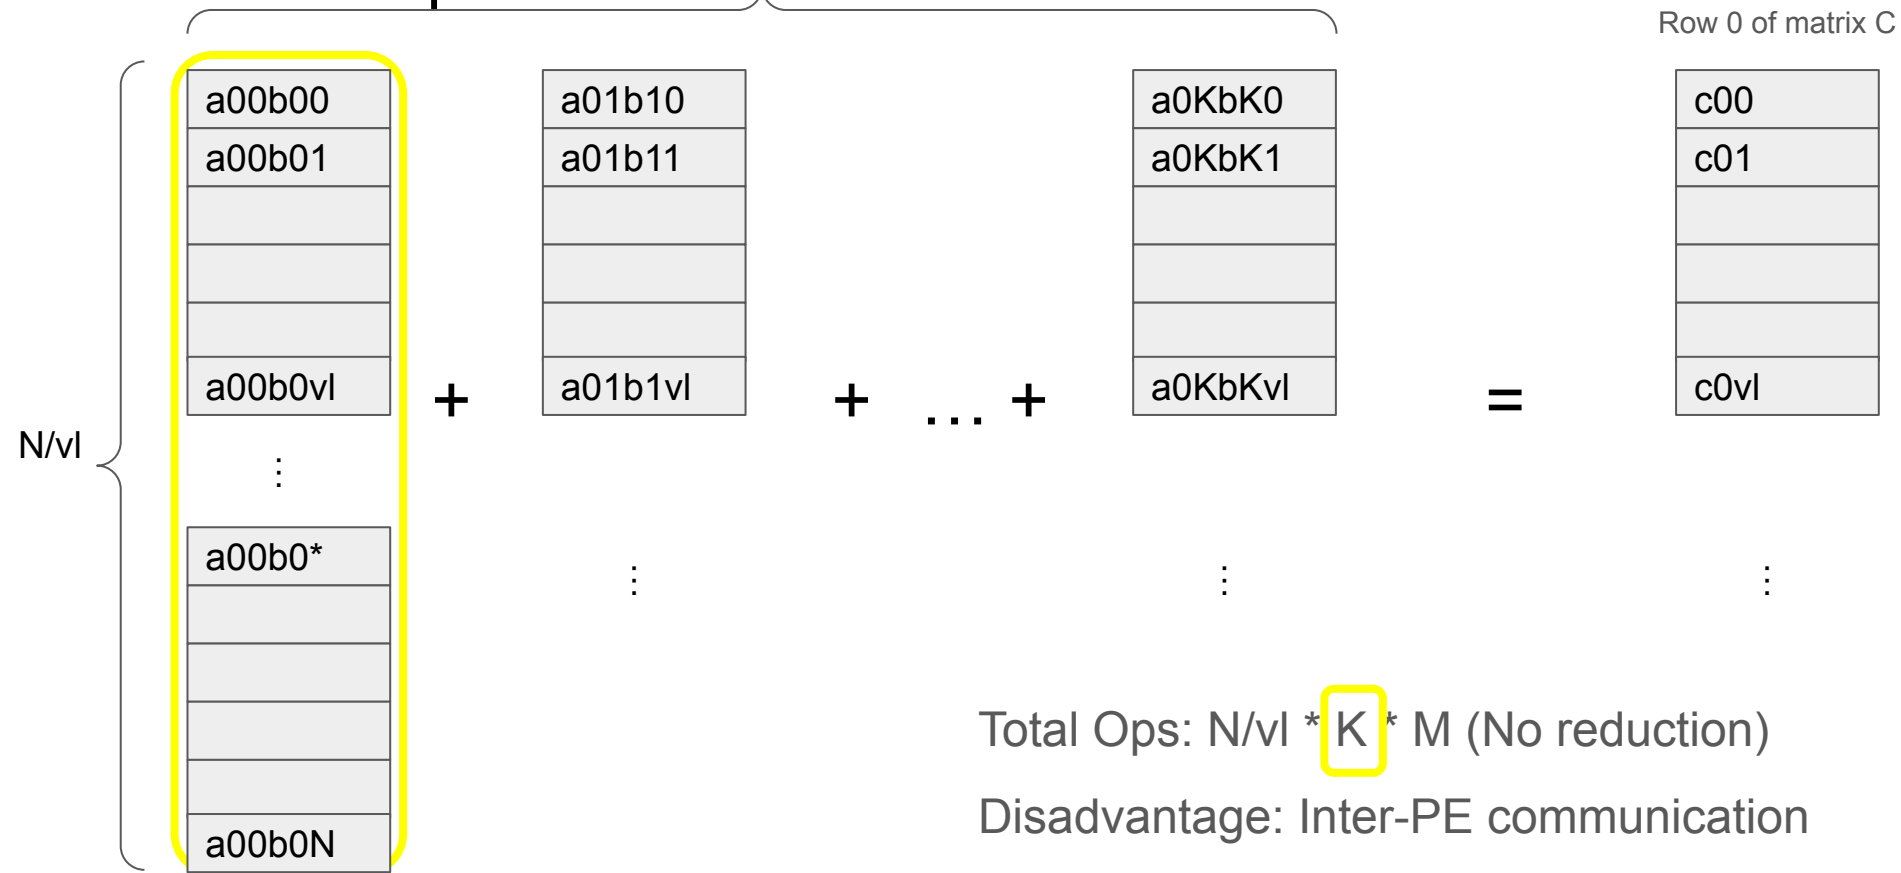 Row 0 of matrix C
a00b00
a01b10
a0KbK0
c00
a00b01
a01b11
a0KbK1
c01
a00b0vl
+
a01b1vl
+ … +
a0KbKvl
=
c0vl
N/vl
⋮
a00b0*
⋮
⋮
⋮
Total Ops: N/vl * K * M (No reduction)
Disadvantage: Inter-PE communication
a00b0N